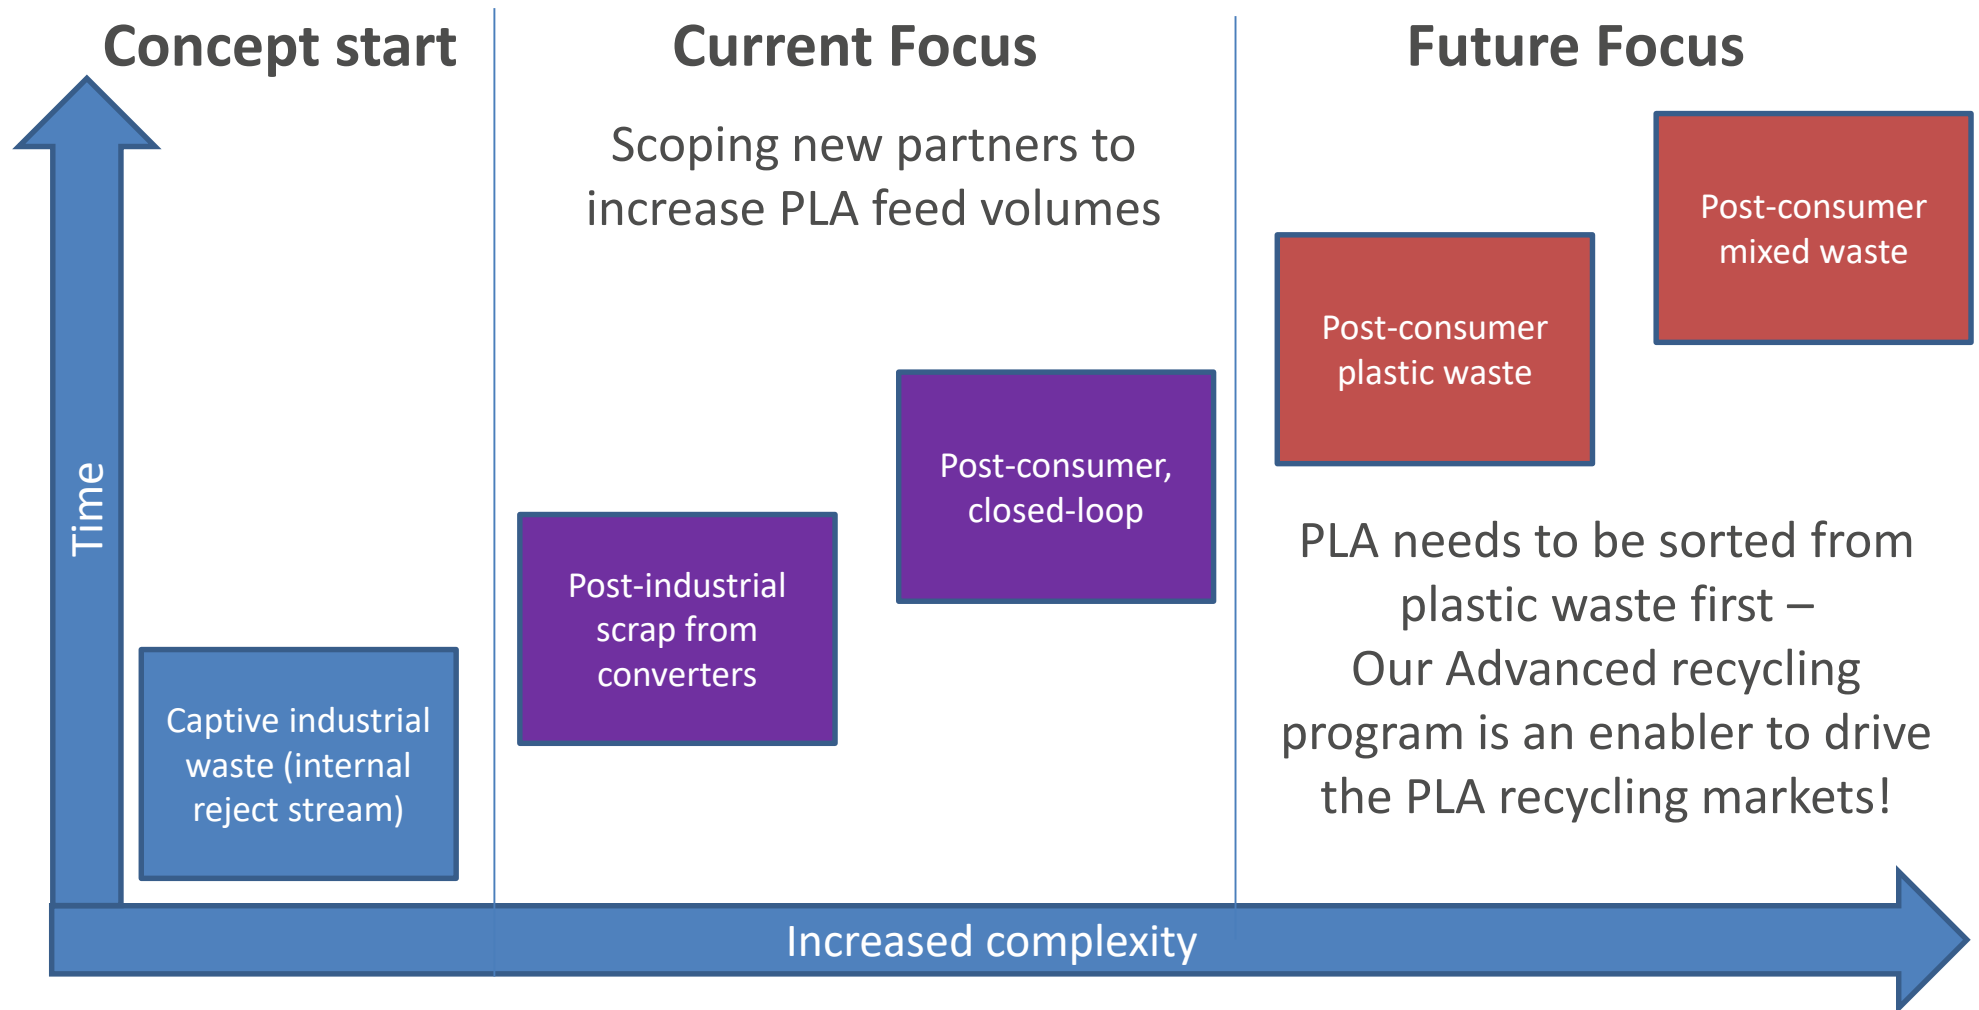 Concept start
Current Focus
Future Focus
Scoping new partners to
increase PLA feed volumes
Post-consumer
mixed waste
Post-consumer
plastic waste
Post-consumer,
closed-loop
Time
Post-industrial
scrap from
converters
PLA needs to be sorted from
plastic waste first –
Our Advanced recycling
program is an enabler to drive
the PLA recycling markets!
Captive industrial
waste (internal
reject stream)
Increased complexity